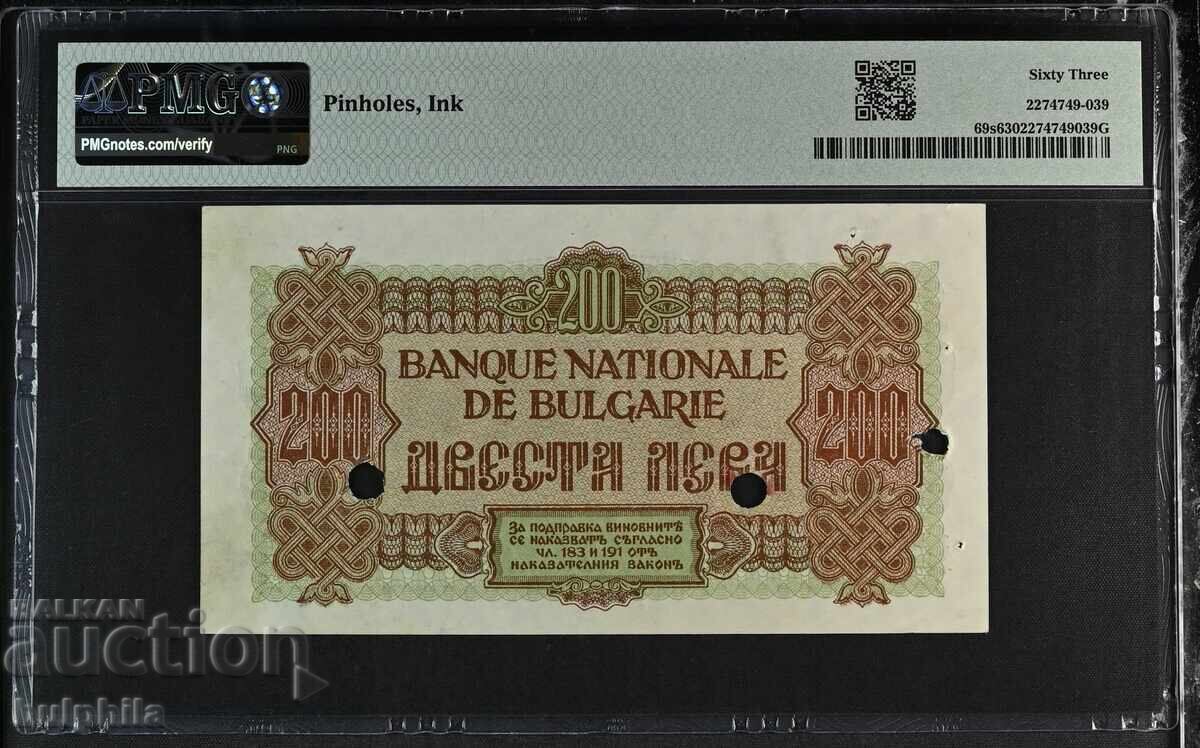 PMG
PMGnotes.com/verify
PNG
Pinholes, Ink
Sixty Three
2274749-039
69s6302274749039G
200
BANQUE NATIONALE
DE BULGARIE
200
200
ДВЕСТА ЛЕВА
За подправка виновнитѣ
се наказватъ съгласно
чл. 183 и 191 отъ
наказателния законъ
BALKAN
auction
hulphila